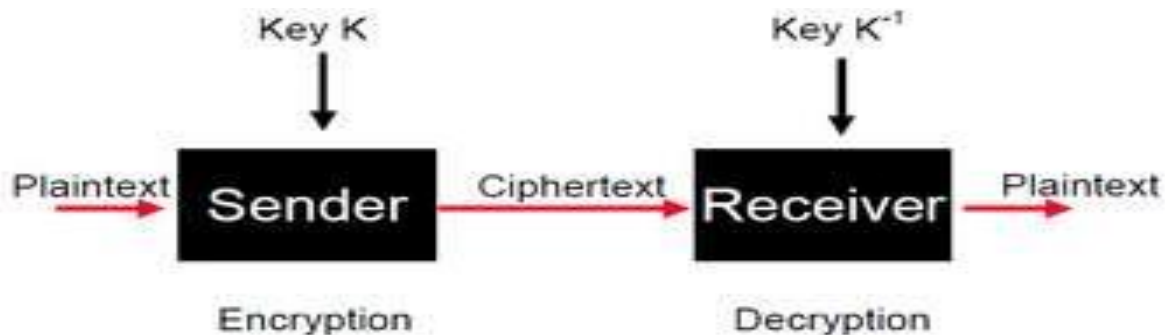 Key K
Key K⁻¹
Plaintext
Sender
Ciphertext
Receiver
Plaintext
Encryption
Decryption